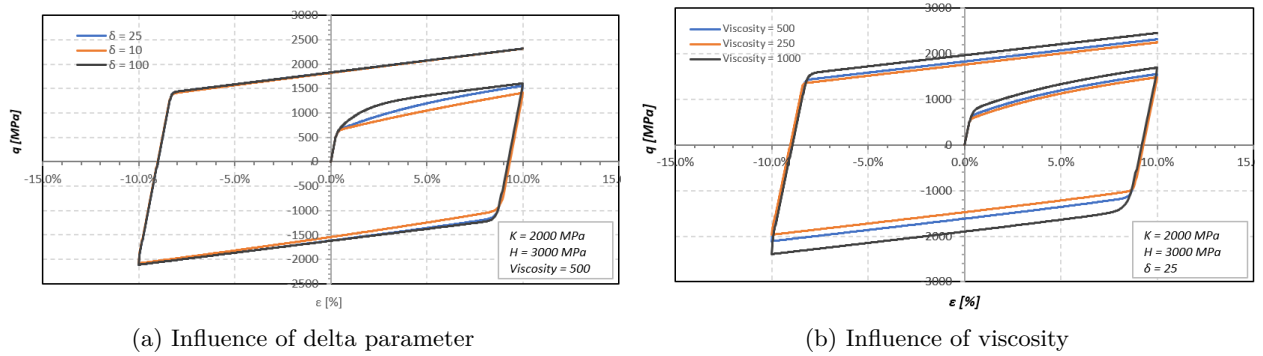 3000
2500
2000
1500
1000
500
0
-500
-1000
-1500
-2000
2500
-15.0%
-10.0%
-5.0%
0.0%
5.0%
10.0%
15.(
q [MPa]
ε [%]
δ = 25
δ = 10
δ = 100
K = 2000 MPa
H = 3000 MPa
Viscosity = 500
(a) Influence of delta parameter
3000
2000
1000
0
-1000
2000
3000
-15.0%
-10.0%
-5.0%
0.0%
5.0%
10.0%
15.
q [MPa]
ε [%]
Viscosity = 500
Viscosity = 250
Viscosity = 1000
K = 2000 MPa
H = 3000 MPa
δ = 25
(b) Influence of viscosity